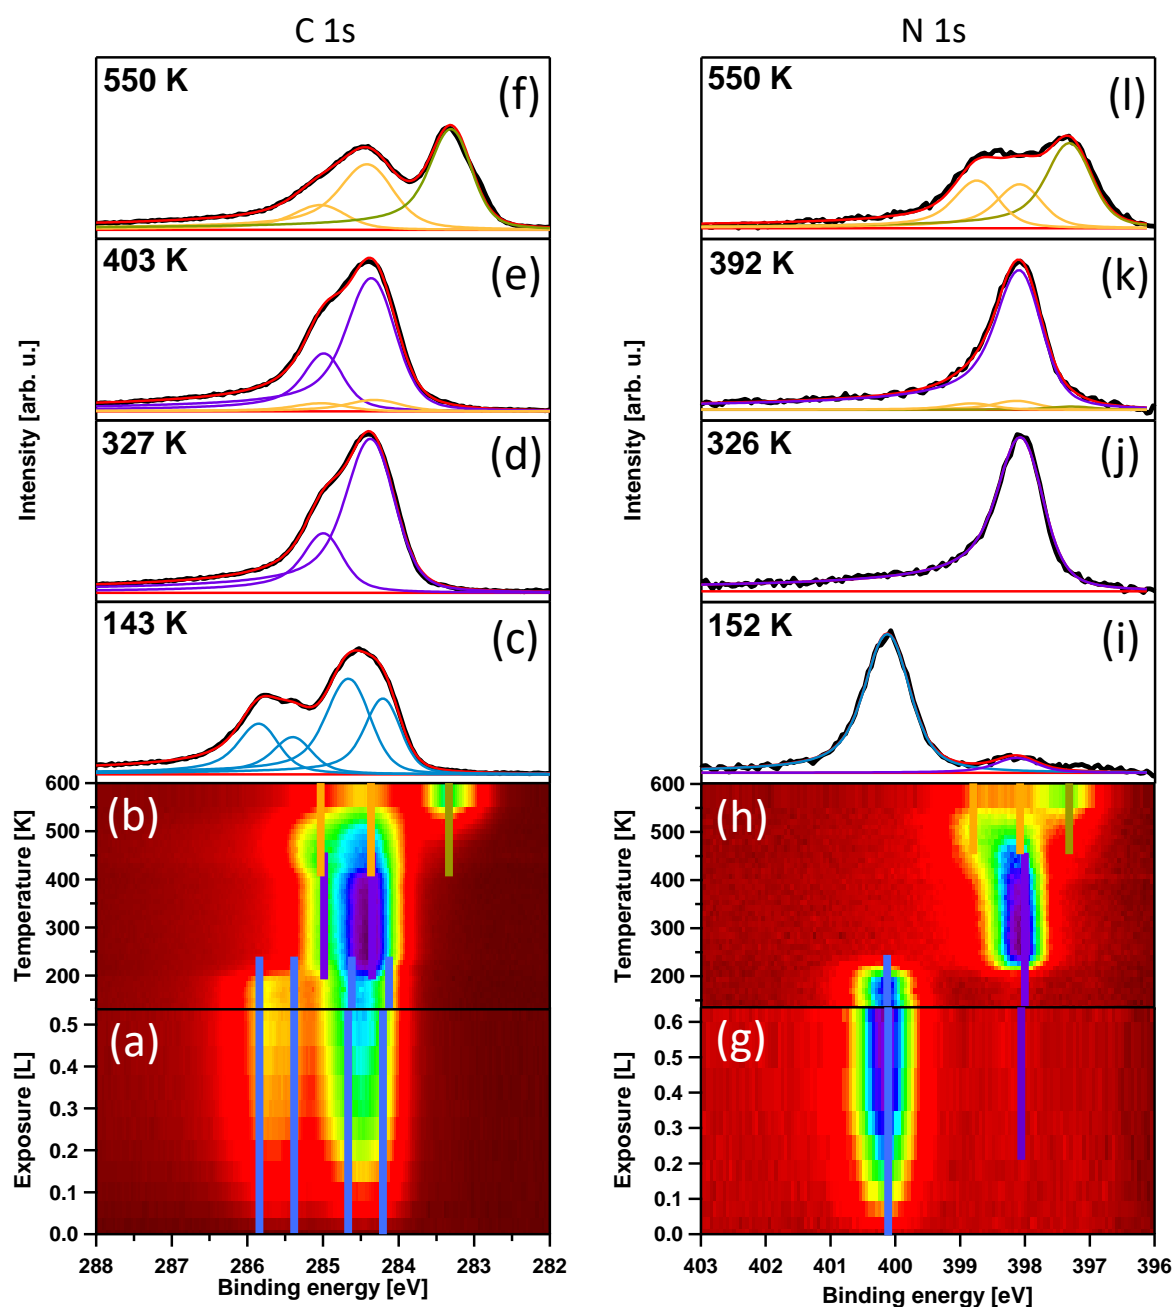 C 1s
N 1s
550 K
(f)
550 K
(l)
403 K
(e)
392 K
(k)
Intensity [arb. u.]
Intensity [arb. u.]
327 K
(d)
326 K
(j)
143 K
(c)
152 K
(i)
600
500
400
300
200
Temperature [K]
(b)
600
500
400
300
200
Temperature [K]
(h)
0.5
0.4
0.3
0.2
0.1
0.0
Exposure [L]
(a)
0.6
0.5
0.4
0.3
0.2
0.1
0.0
Exposure [L]
(g)
288 287 286 285 284 283 282
Binding energy [eV]
403 402 401 400 399 398 397 396
Binding energy [eV]